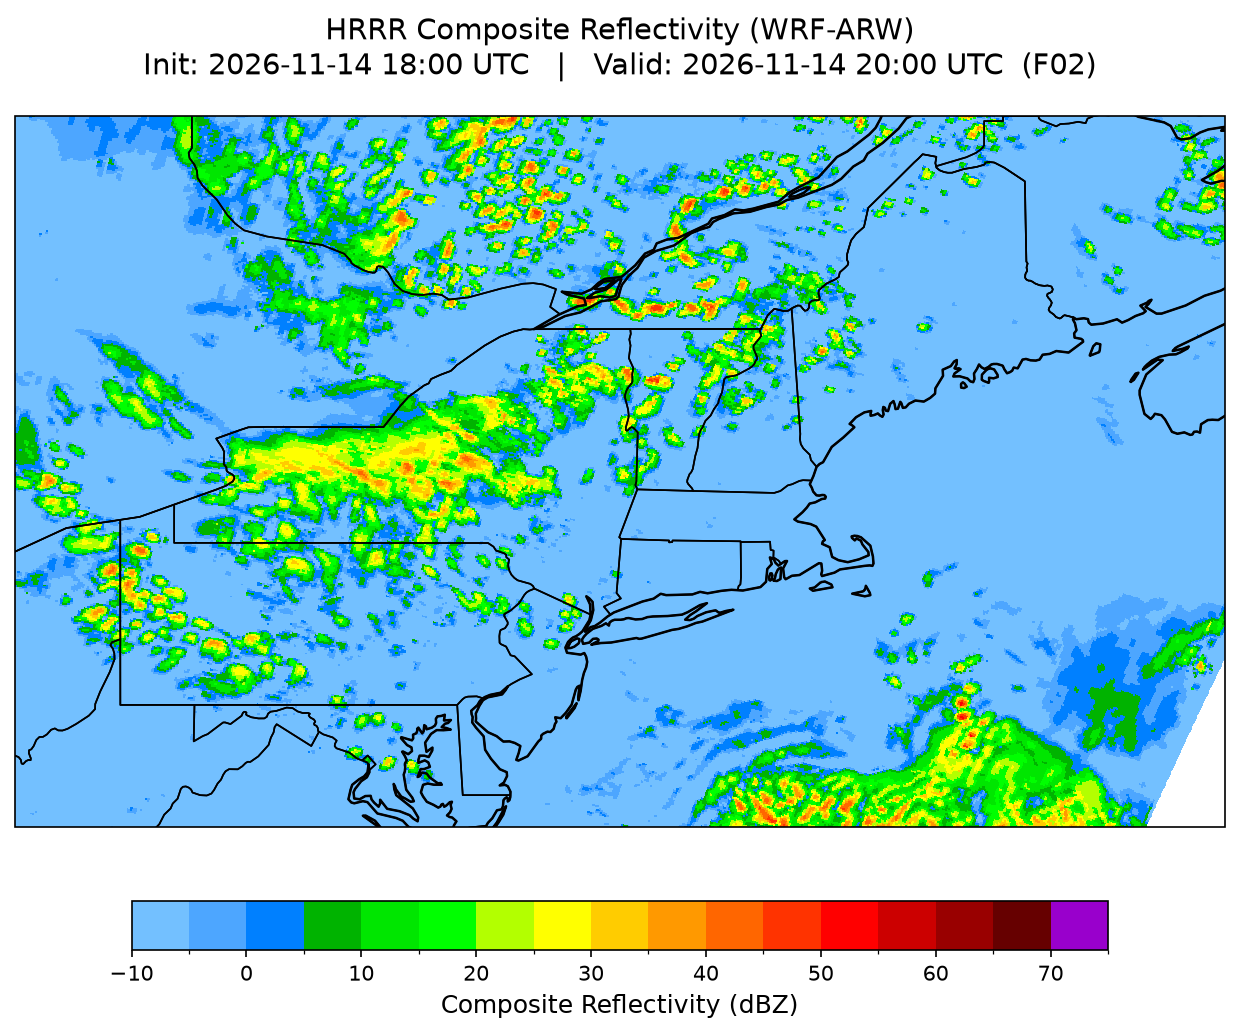 HRRR Composite Reflectivity (WRF-ARW)
Init: 2026-11-14 18:00 UTC   |   Valid: 2026-11-14 20:00 UTC  (F02)
−10 0 10 20 30 40 50 60 70
Composite Reflectivity (dBZ)